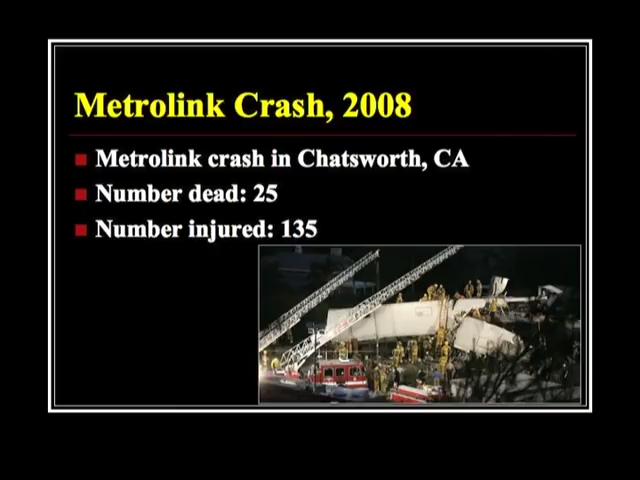 Metrolink Crash, 2008
Metrolink crash in Chatsworth, CA
Number dead: 25
Number injured: 135